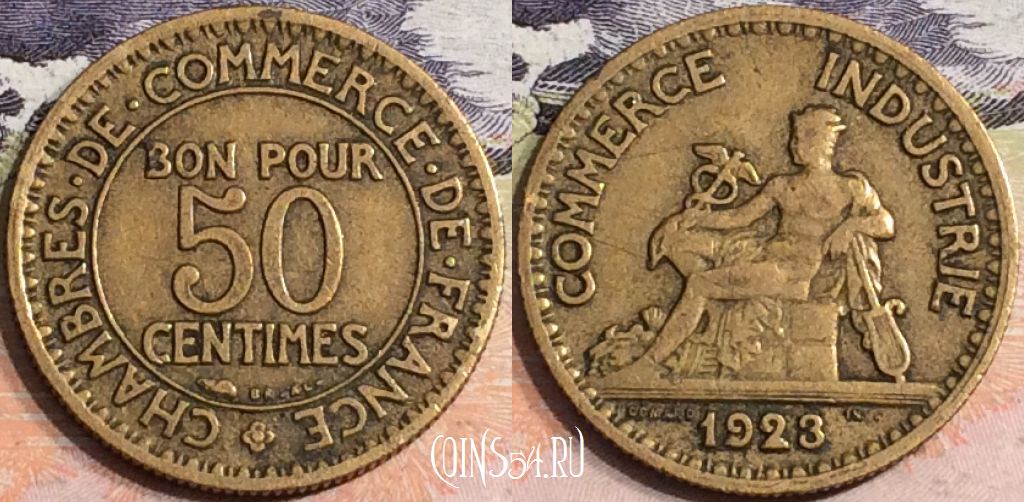 CHAMBRES · DE · COMMERCE · DE · FRANCE
BON POUR
50
CENTIMES
COMMERCE INDUSTRIE
1923
COINS54.RU